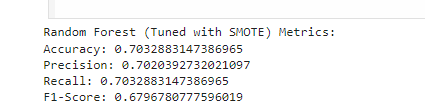 Random Forest (Tuned with SMOTE) Metrics:
Accuracy: 0.7032883147386965
Precision: 0.7020392732021097
Recall: 0.7032883147386965
F1-Score: 0.6796780777596019